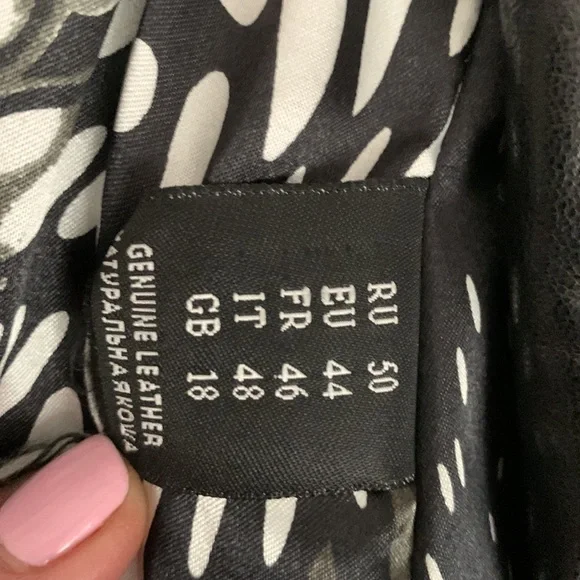 RU 50
EU 44
FR 46
IT 48
GB 18
GENUINE LEATHER
НАТУРАЛЬНАЯ КОЖА